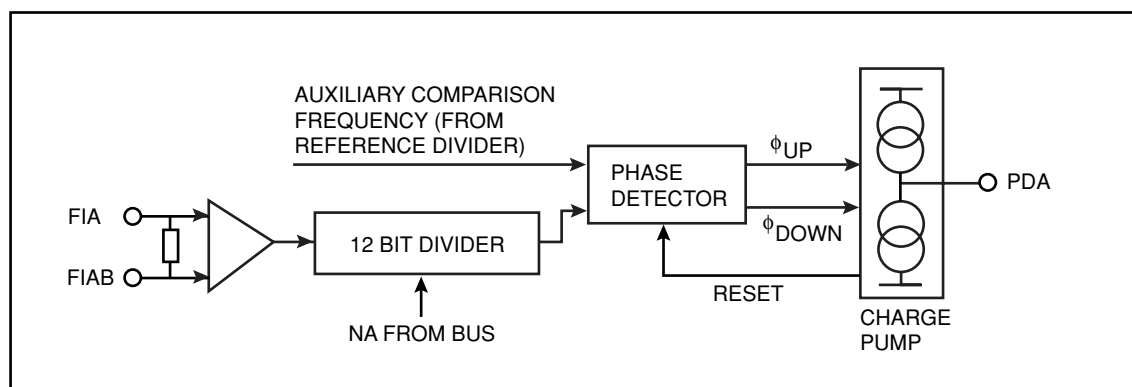 AUXILIARY COMPARISON
FREQUENCY (FROM
REFERENCE DIVIDER)
FIA
FIAB
12 BIT DIVIDER
NA FROM BUS
PHASE
DETECTOR
ϕUP
ϕDOWN
RESET
PDA
CHARGE
PUMP